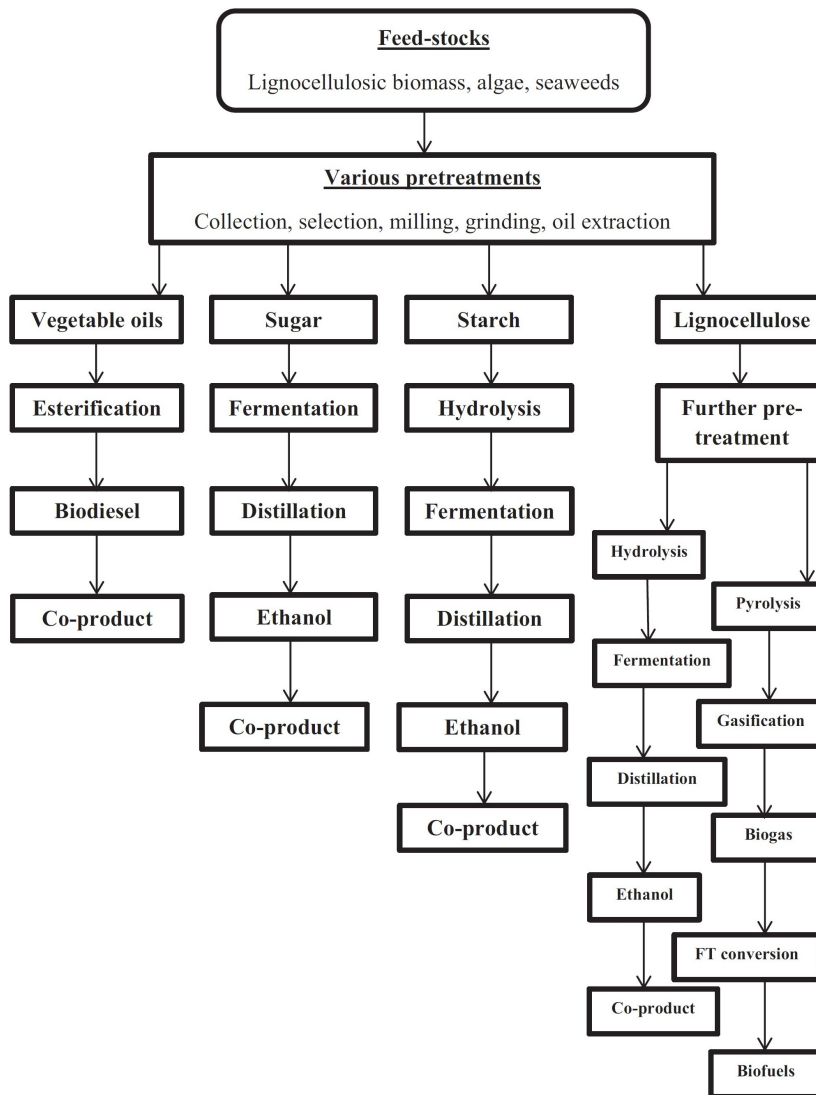 Feed-stocks
Lignocellulosic biomass, algae, seaweeds
Various pretreatments
Collection, selection, milling, grinding, oil extraction
Vegetable oils
Esterification
Biodiesel
Co-product
Sugar
Fermentation
Distillation
Ethanol
Co-product
Starch
Hydrolysis
Fermentation
Distillation
Ethanol
Co-product
Lignocellulose
Further pre-
treatment
Hydrolysis
Fermentation
Distillation
Ethanol
Co-product
Pyrolysis
Gasification
Biogas
FT conversion
Biofuels